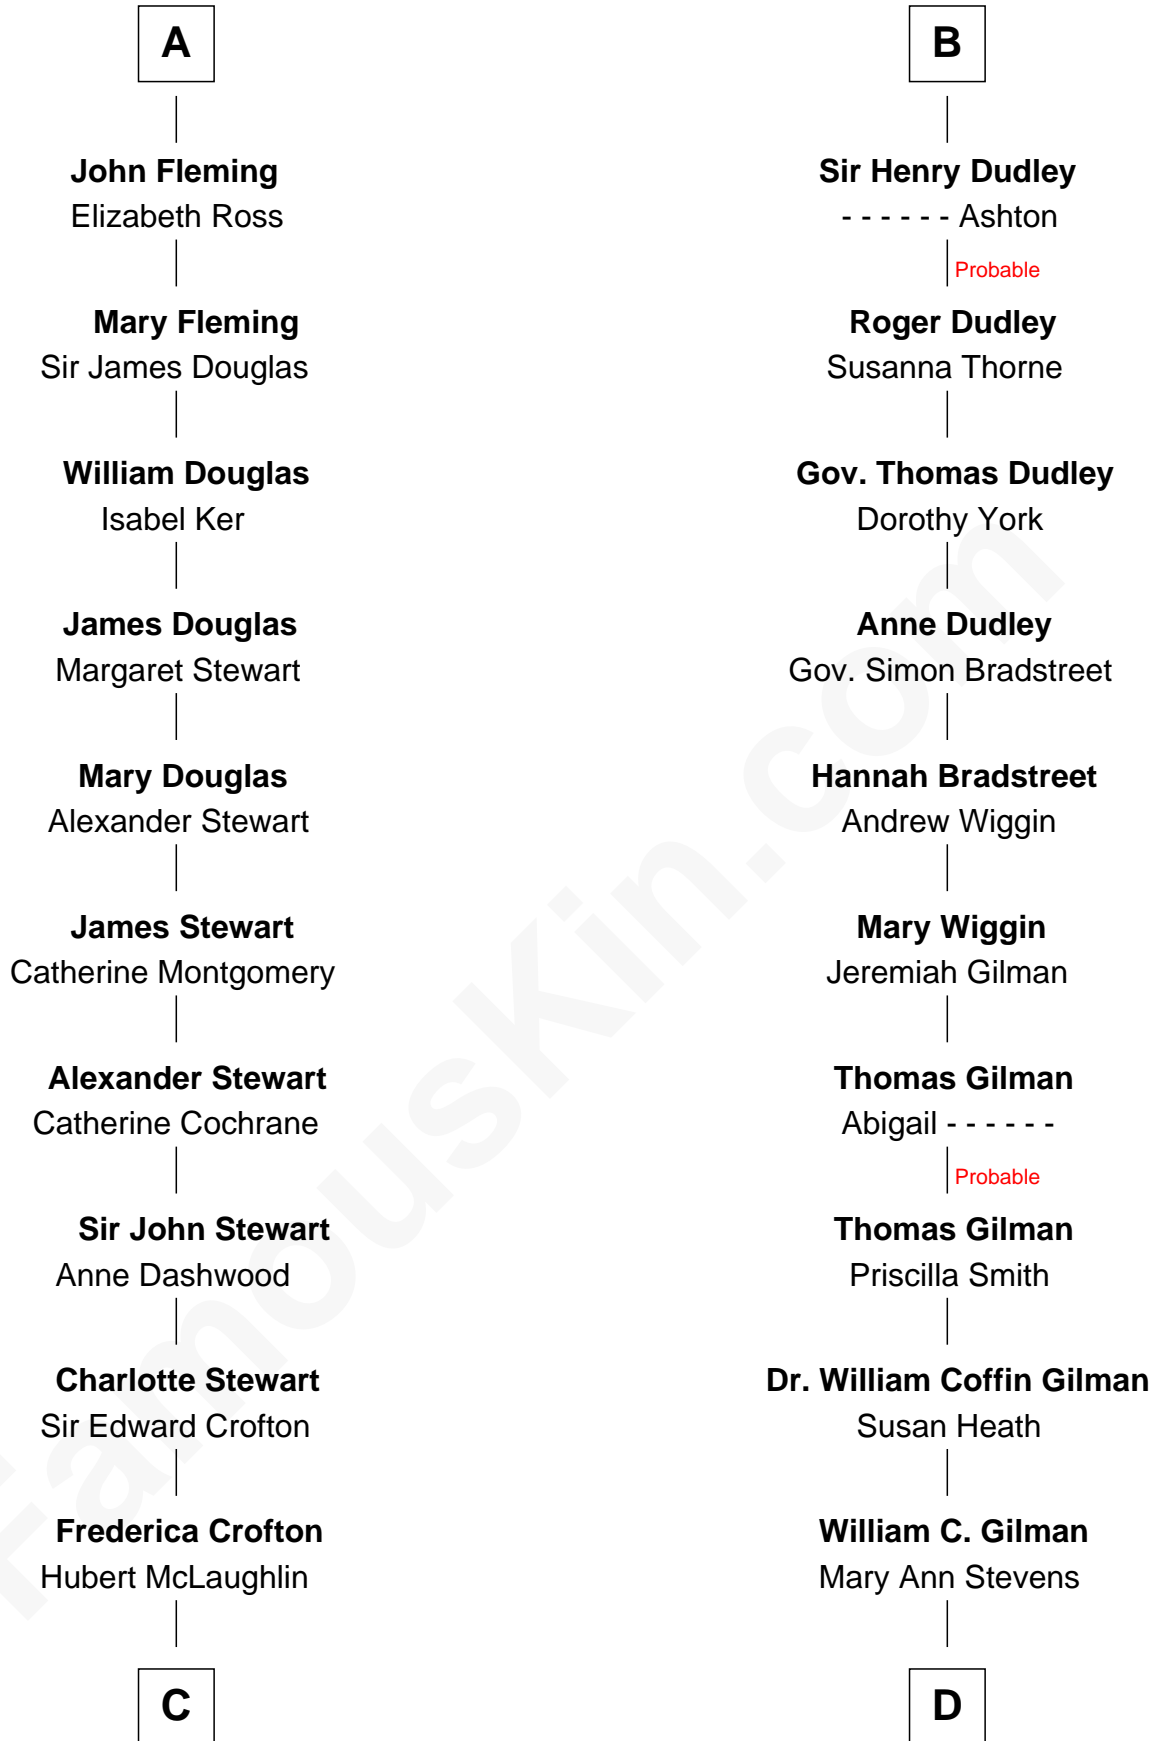 A
John Fleming
Elizabeth Ross
Mary Fleming
Sir James Douglas
William Douglas
Isabel Ker
James Douglas
Margaret Stewart
Mary Douglas
Alexander Stewart
James Stewart
Catherine Montgomery
Alexander Stewart
Catherine Cochrane
Sir John Stewart
Anne Dashwood
Charlotte Stewart
Sir Edward Crofton
Frederica Crofton
Hubert McLaughlin
C
B
Sir Henry Dudley
- - - - - - Ashton
Probable
Roger Dudley
Susanna Thorne
Gov. Thomas Dudley
Dorothy York
Anne Dudley
Gov. Simon Bradstreet
Hannah Bradstreet
Andrew Wiggin
Mary Wiggin
Jeremiah Gilman
Thomas Gilman
Abigail - - - - - -
Probable
Thomas Gilman
Priscilla Smith
Dr. William Coffin Gilman
Susan Heath
William C. Gilman
Mary Ann Stevens
D
FamousKin.com